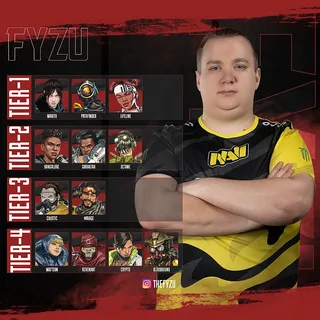 FYZU
TIER-1
WRAITH PATHFINDER LIFELINE
TIER-2
BANGALORE GIBRALTAR OCTANE
TIER-3
CAUSTIC MIRAGE
TIER-4
WATTSON REVENANT CRYPTO BLOODHOUND
NAVI
THEFYZU